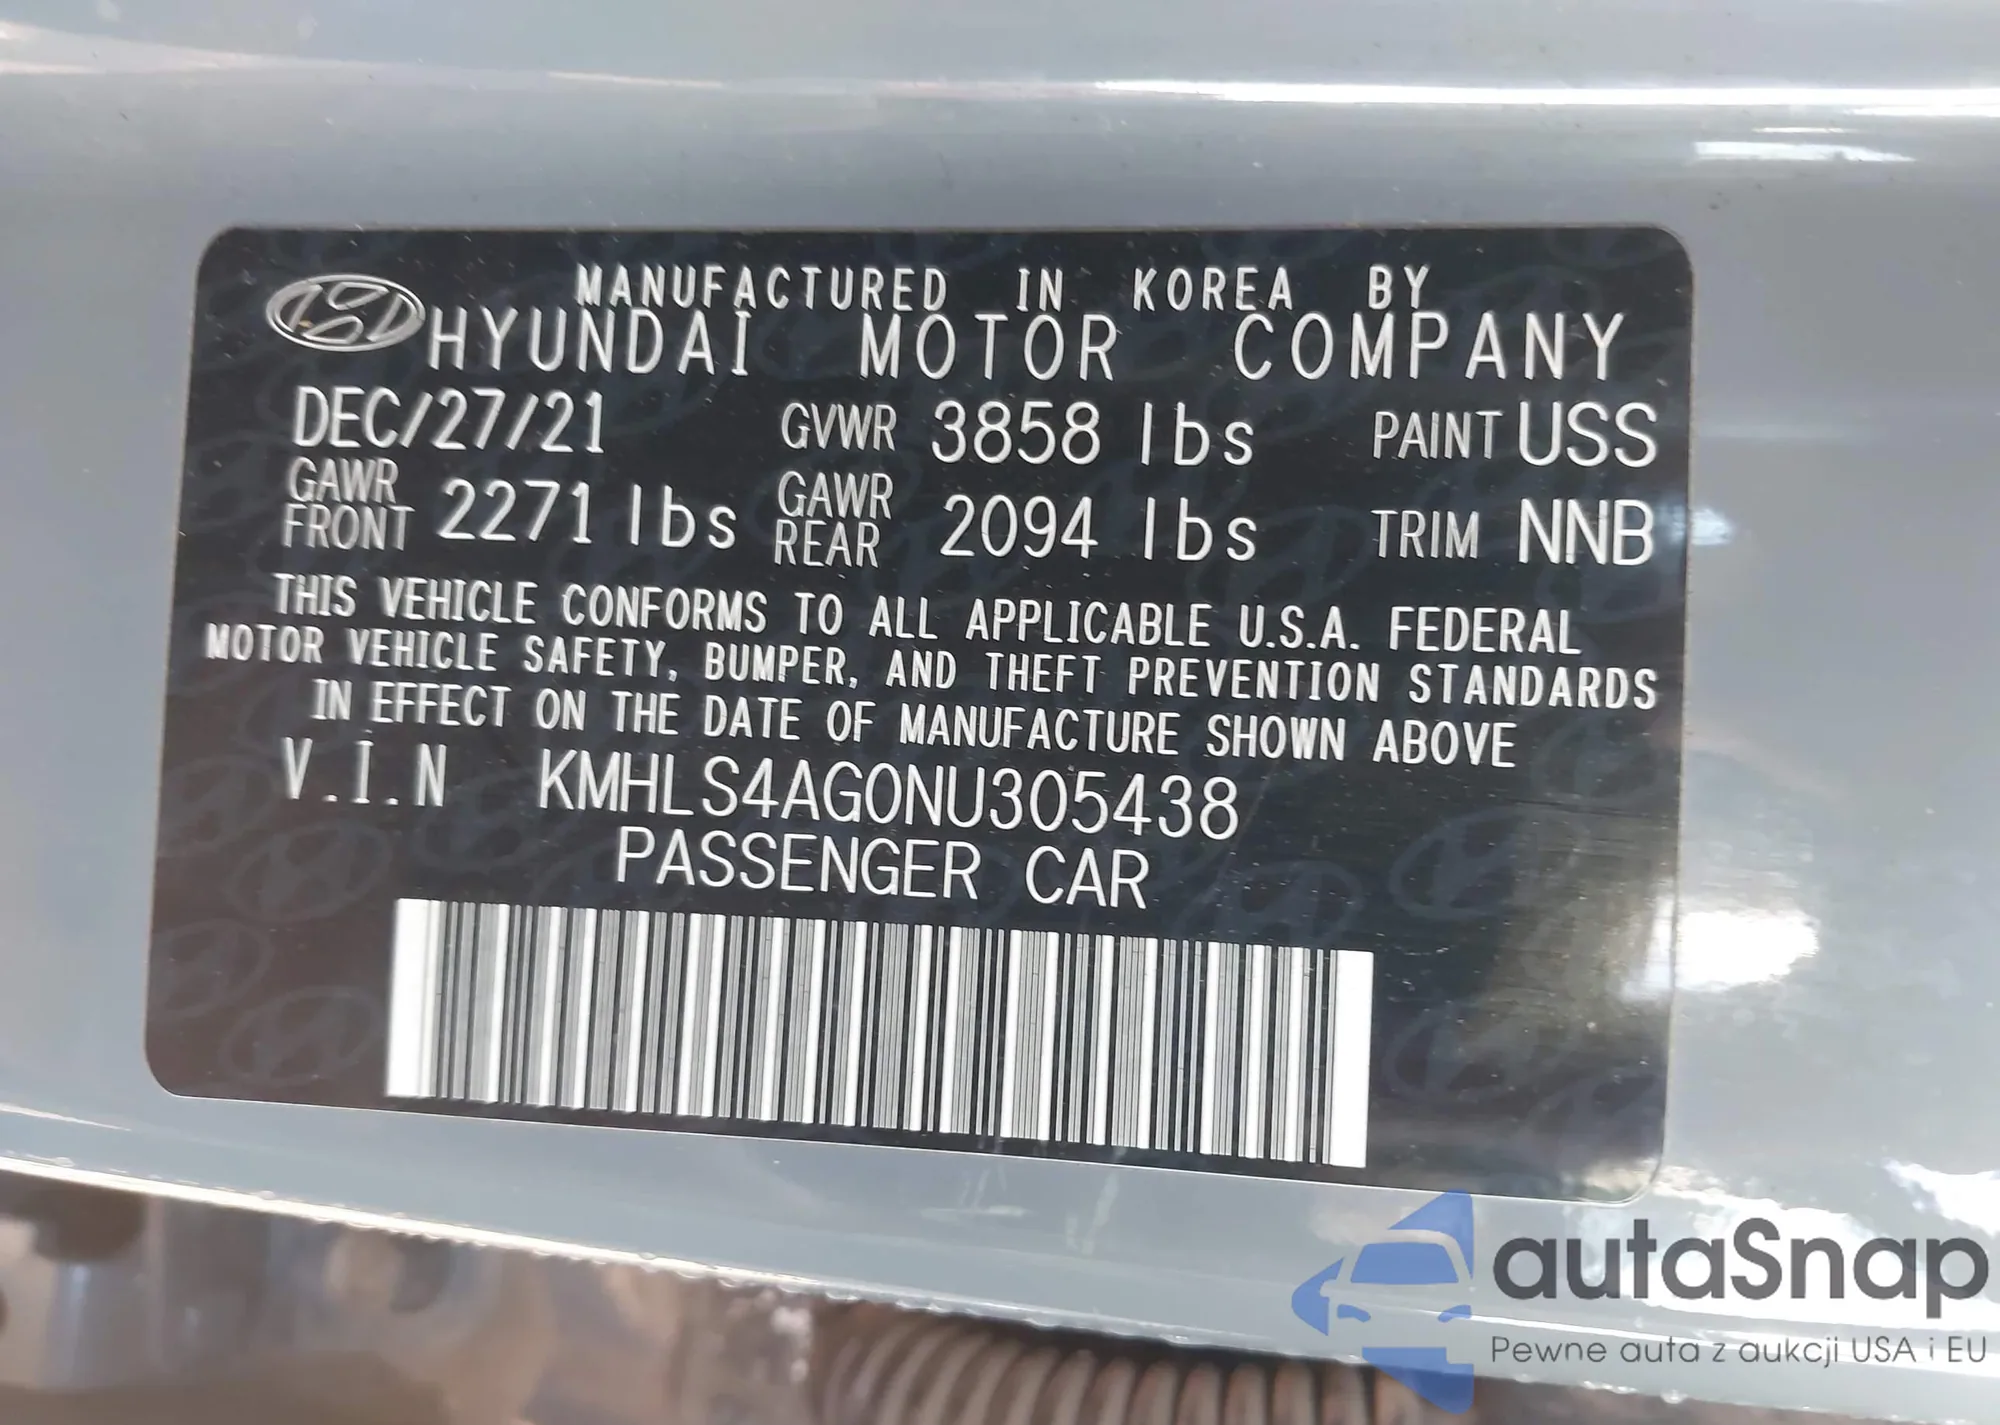 MANUFACTURED IN KOREA BY
HYUNDAI MOTOR COMPANY
DEC/27/21 GVWR 3858 lbs PAINT USS
GAWR FRONT 2271 lbs GAWR REAR 2094 lbs TRIM NNB
THIS VEHICLE CONFORMS TO ALL APPLICABLE U.S.A. FEDERAL
MOTOR VEHICLE SAFETY, BUMPER, AND THEFT PREVENTION STANDARDS
IN EFFECT ON THE DATE OF MANUFACTURE SHOWN ABOVE
V.I.N KMHLS4AG0NU305438
PASSENGER CAR
autaSnap
Pewne auta z aukcji USA i EU